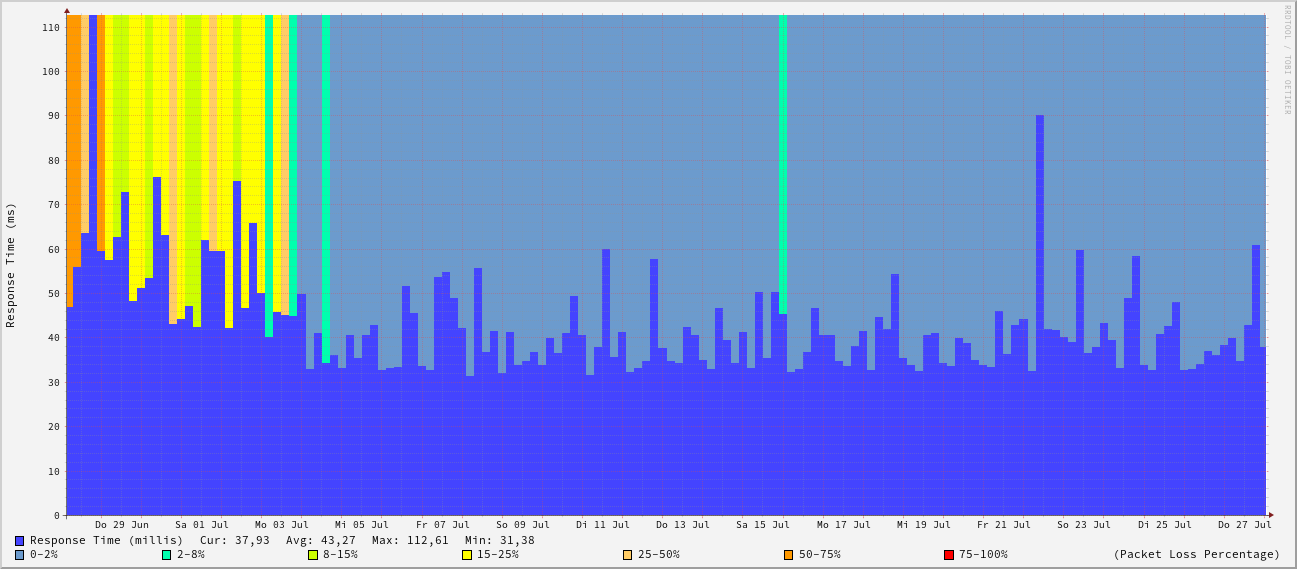 RRDTOOL / TOBI OETIKER
Response Time (ms)
110
100
90
80
70
60
50
40
30
20
10
0
Do 29 Jun Sa 01 Jul Mo 03 Jul Mi 05 Jul Fr 07 Jul So 09 Jul Di 11 Jul Do 13 Jul Sa 15 Jul Mo 17 Jul Mi 19 Jul Fr 21 Jul So 23 Jul Di 25 Jul Do 27 Jul
Response Time (millis) Cur: 37,93 Avg: 43,27 Max: 112,61 Min: 31,38
0-2% 2-8% 8-15% 15-25% 25-50% 50-75% 75-100% (Packet Loss Percentage)